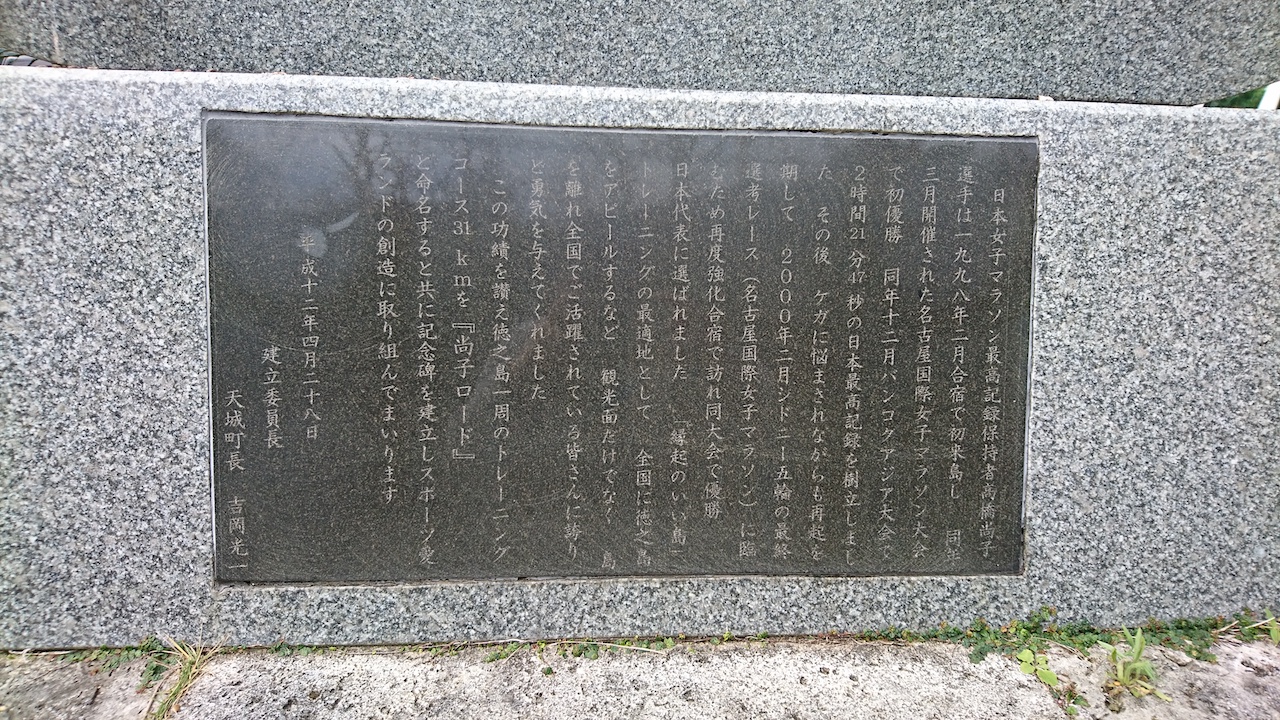 日本女子マラソン最高記録保持者高橋尚子
選手は一九九八年二月合宿で初来島し 同年
三月開催された名古屋国際女子マラソン大会
で初優勝 同年十二月バンコクアジア大会で
2時間21分47秒の日本最高記録を樹立しまし
た その後 ケガに悩まされながらも再起を
期して 2000年三月シドニー五輪の最終
選考レース（名古屋国際女子マラソン）に臨
むため再度強化合宿で訪れ同大会で優勝
日本代表に選ばれました 『縁起のいい島』
トレーニングの最適地として 全国に徳之島
をアピールするなど 観光面だけでなく 島
を離れ全国でご活躍されている皆さんに誇り
と勇気を与えてくれました
この功績を讃え徳之島一周のトレーニング
コース31kmを『尚子ロード』
と命名すると共に記念碑を建立しスポーツ愛
ランドの創造に取り組んでまいります
平成十二年四月二十八日
建立委員長
天城町長 吉岡光一